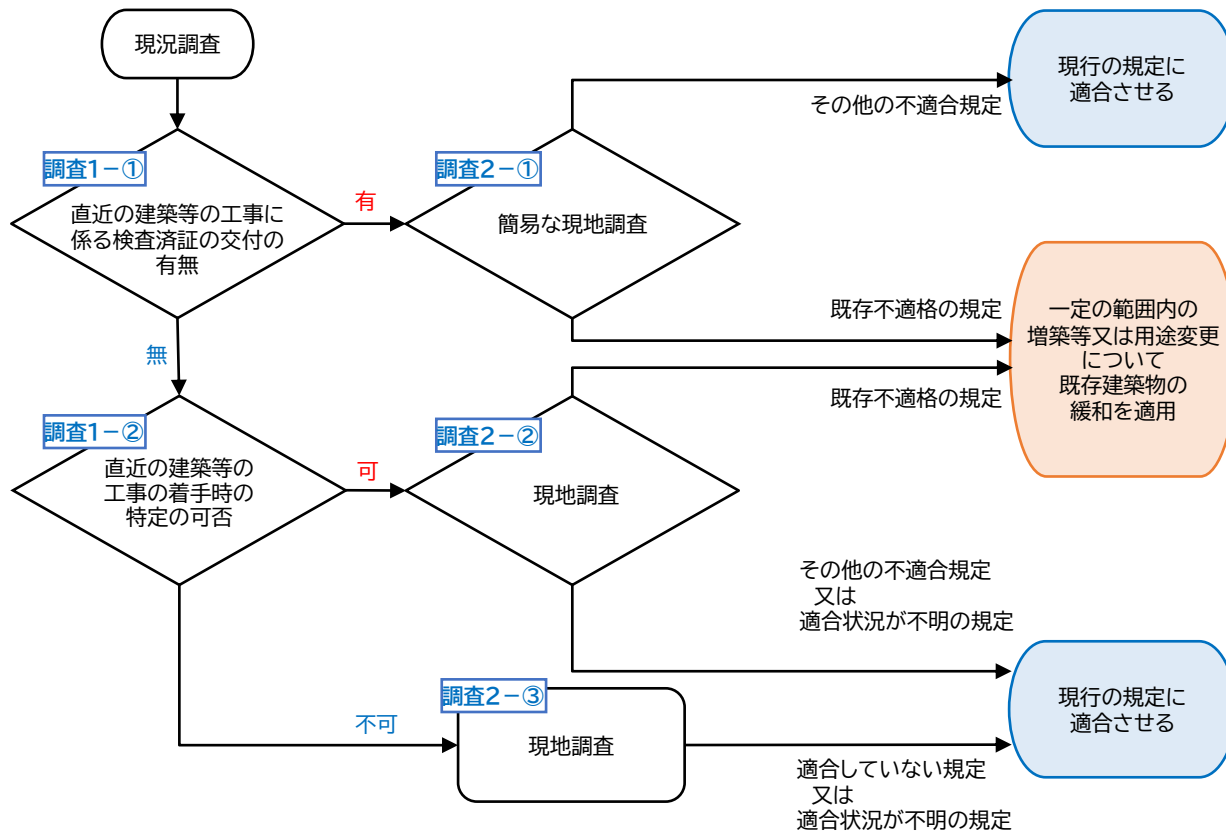 現況調査
調査1-①
直近の建築等の工事に
係る検査済証の交付の
有無
有
調査2-①
簡易な現地調査
その他の不適合規定
現行の規定に
適合させる
既存不適格の規定
一定の範囲内の
増築等又は用途変更
について
既存建築物の
緩和を適用
無
調査1-②
直近の建築等の
工事の着手時の
特定の可否
可
調査2-②
現地調査
既存不適格の規定
その他の不適合規定
又は
適合状況が不明の規定
現行の規定に
適合させる
不可
調査2-③
現地調査
適合していない規定
又は
適合状況が不明の規定